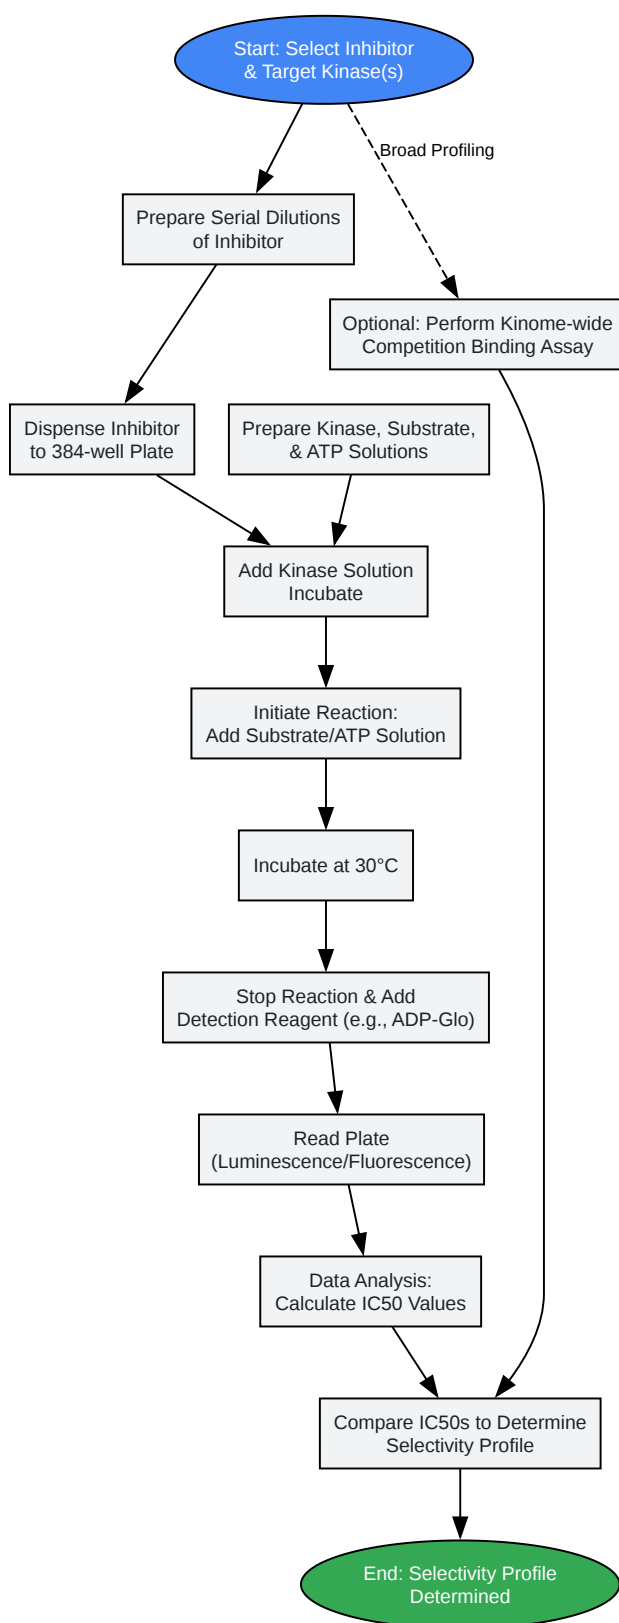 Start: Select Inhibitor
& Target Kinase(s)
Broad Profiling
Prepare Serial Dilutions
of Inhibitor
Optional: Perform Kinome-wide
Competition Binding Assay
Dispense Inhibitor
to 384-well Plate
Prepare Kinase, Substrate,
& ATP Solutions
Add Kinase Solution
Incubate
Initiate Reaction:
Add Substrate/ATP Solution
Incubate at 30°C
Stop Reaction & Add
Detection Reagent (e.g., ADP-Glo)
Read Plate
(Luminescence/Fluorescence)
Data Analysis:
Calculate IC50 Values
Compare IC50s to Determine
Selectivity Profile
End: Selectivity Profile
Determined